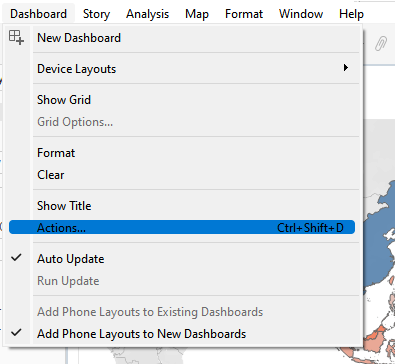 Dashboard Story Analysis Map Format Window Help
New Dashboard
Device Layouts
Show Grid
Grid Options...
Format
Clear
Show Title
Actions... Ctrl+Shift+D
Auto Update
Run Update
Add Phone Layouts to Existing Dashboards
Add Phone Layouts to New Dashboards